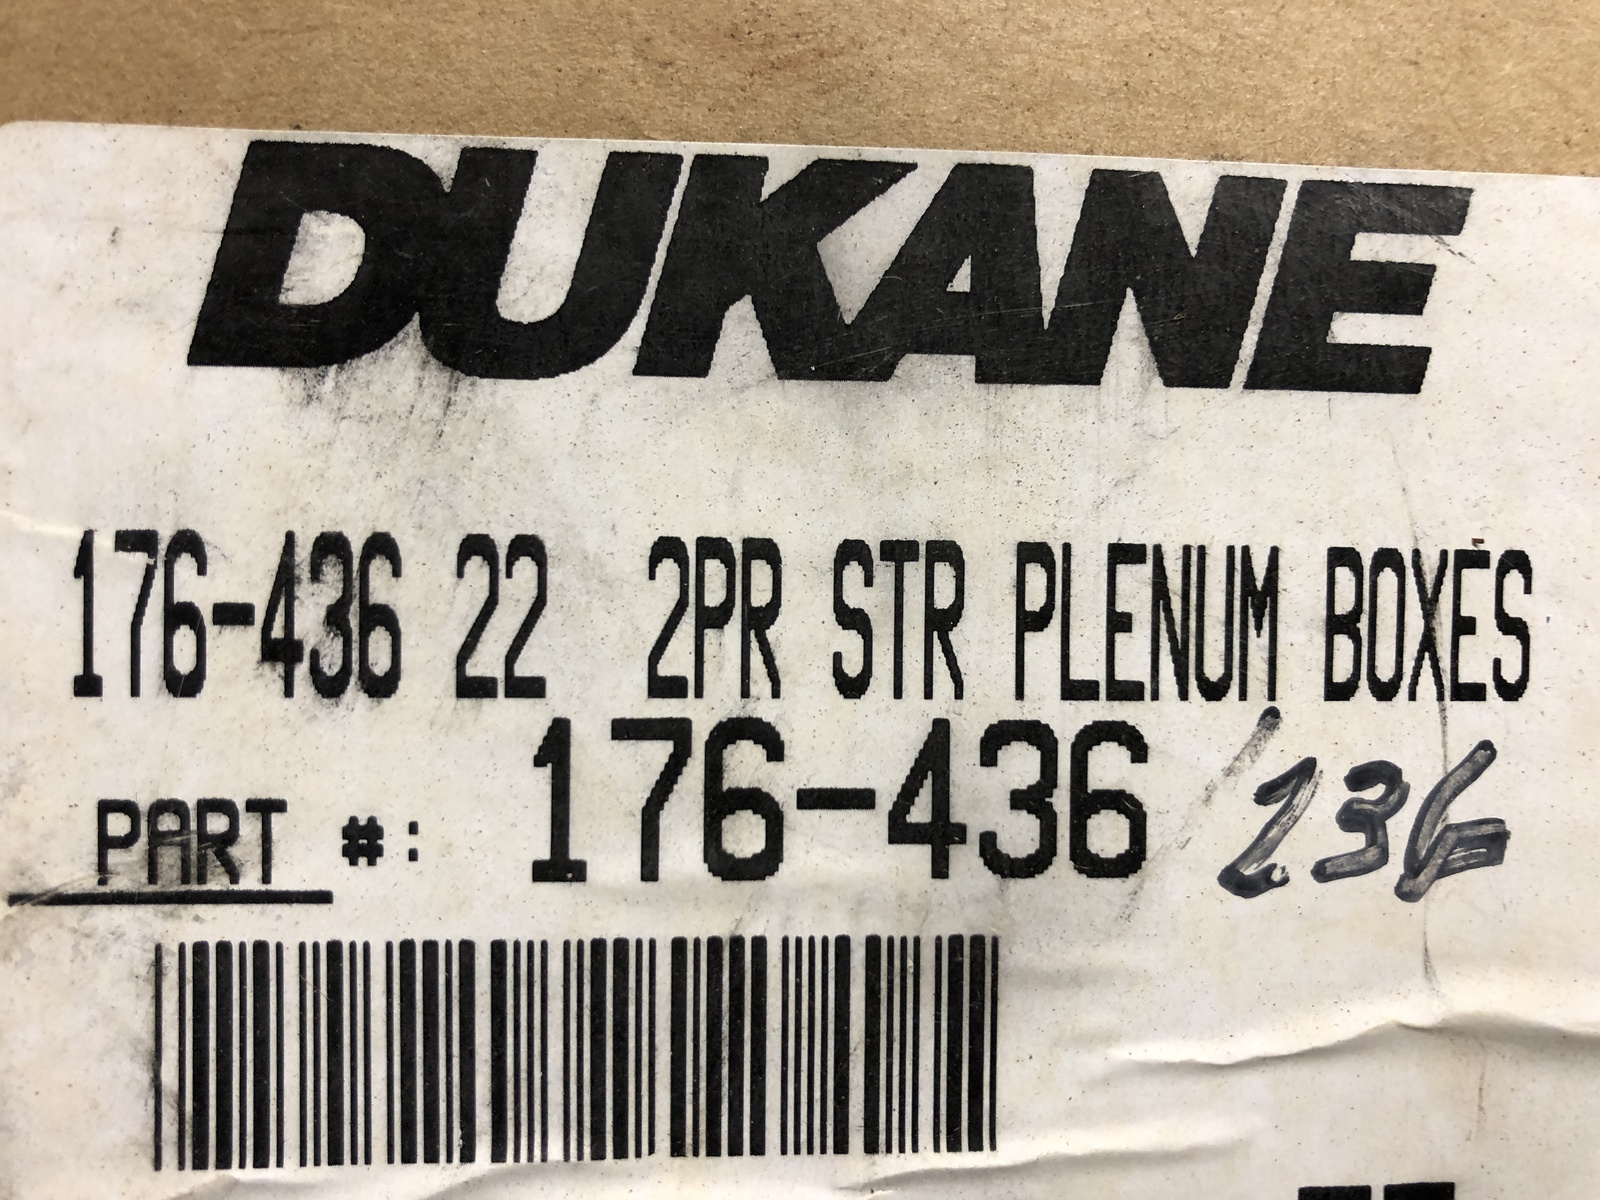 DUKANE
176-436 22 2PR STR PLENUM BOXES
PART #: 176-436 236